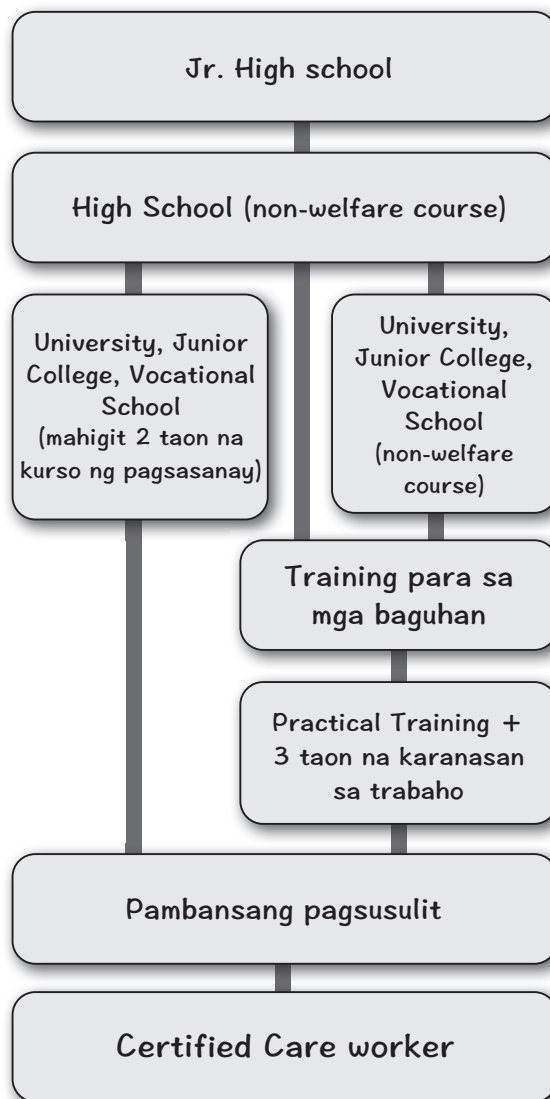 Jr. High school
High School (non-welfare course)
University, Junior
College, Vocational
School
(mahigit 2 taon na
kurso ng pagsasanay)
University,
Junior College,
Vocational
School
(non-welfare
course)
Training para sa
mga baguhan
Practical Training +
3 taon na karanasan
sa trabaho
Pambansang pagsusulit
Certified Care worker